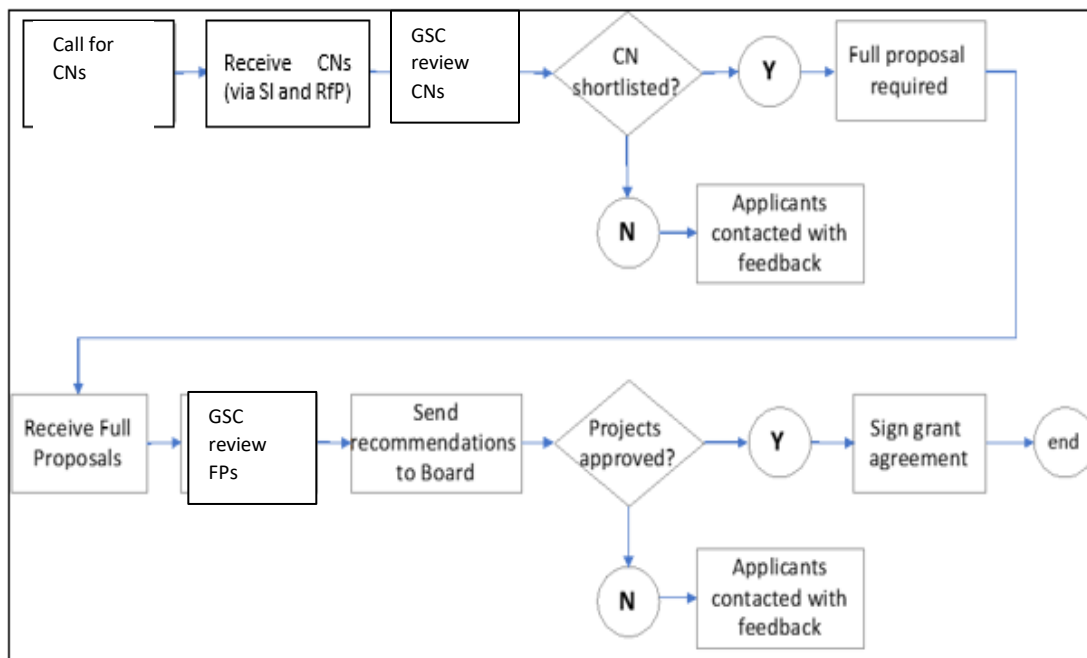 Call for
CNs
Receive CNs
(via SI and RfP)
GSC
review
CNs
CN
shortlisted?
Y
Full proposal
required
N
Applicants
contacted with
feedback
Receive Full
Proposals
GSC
review
FPs
Send
recommendations
to Board
Projects
approved?
Y
Sign grant
agreement
end
N
Applicants
contacted with
feedback